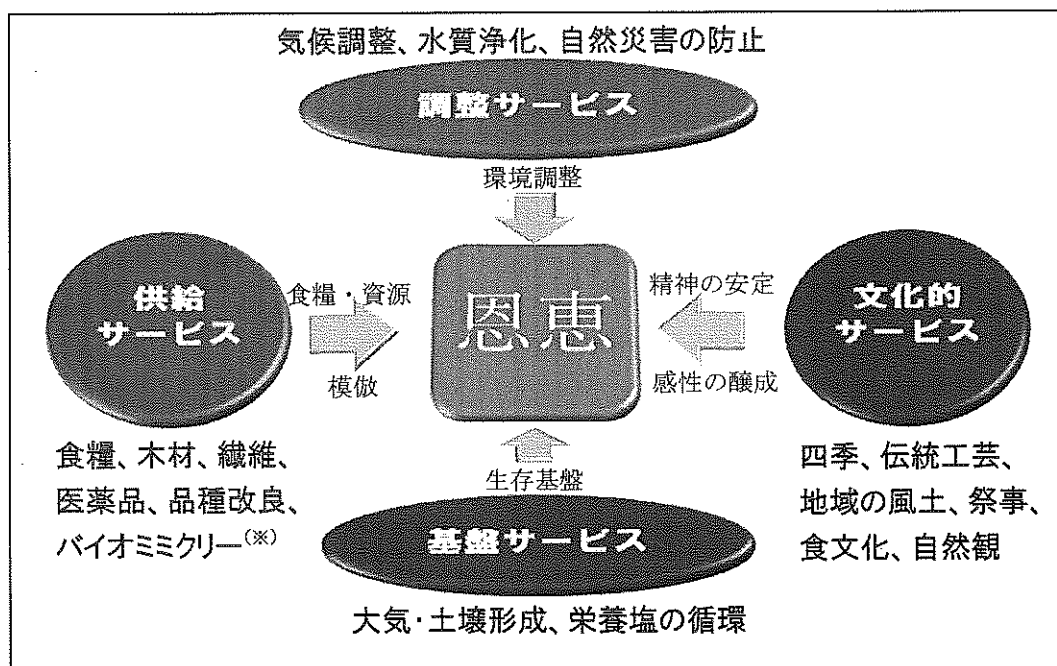 気候調整、水質浄化、自然災害の防止
調整サービス
環境調整
供給
サービス
食糧・資源
模倣
恩恵
精神の安定
感性の醸成
文化的
サービス
食糧、木材、繊維、
医薬品、品種改良、
バイオミミクリー(※)
生存基盤
基盤サービス
大気・土壌形成、栄養塩の循環
四季、伝統工芸、
地域の風土、祭事、
食文化、自然観